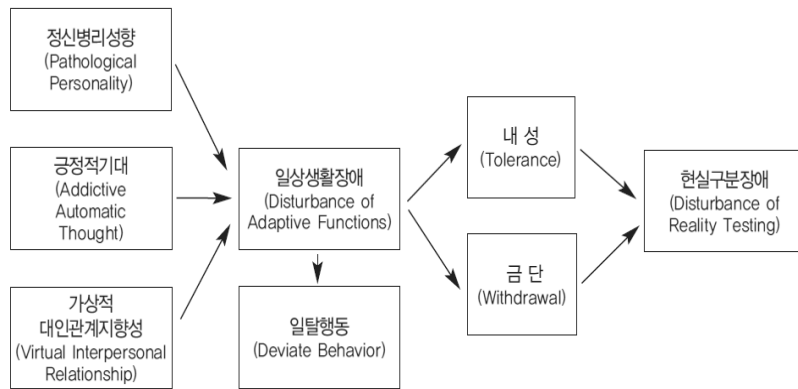 정신병리성향
(Pathological
Personality)
긍정적기대
(Addictive
Automatic
Thought)
가상적
대인관계지향성
(Virtual Interpersonal
Relationship)
일상생활장애
(Disturbance of
Adaptive Functions)
일탈행동
(Deviate Behavior)
내 성
(Tolerance)
금 단
(Withdrawal)
현실구분장애
(Disturbance of
Reality Testing)